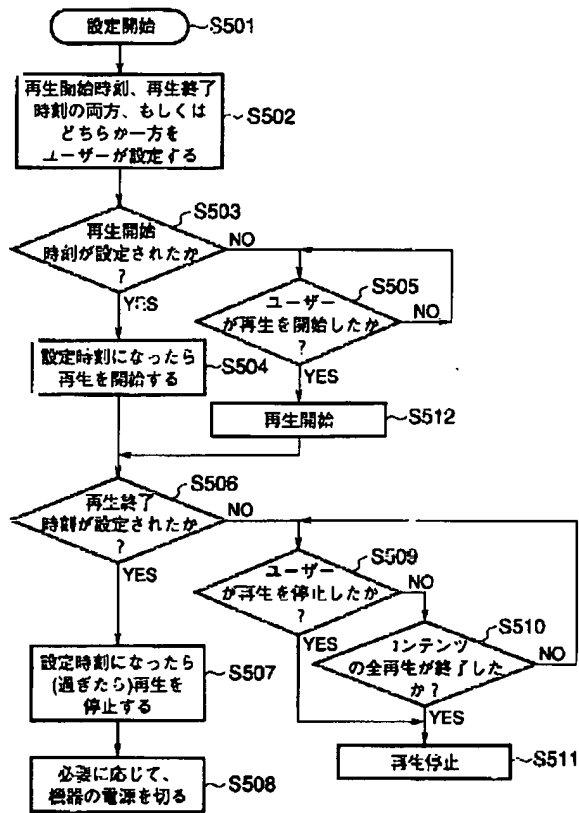 設定開始
S501
再生開始時刻、再生終了
時刻の両方、もしくは
どちらか一方を
ユーザーが設定する
S502
再生開始
時刻が設定されたか
?
S503
NO
YES
ユーザー
が再生を開始したか
?
S505
NO
YES
設定時刻になったら
再生を開始する
S504
再生開始
S512
再生終了
時刻が設定されたか
?
S506
NO
YES
ユーザー
が再生を停止したか
?
S509
NO
YES
コンテンツ
の全再生が終了した
か?
S510
NO
YES
設定時刻になったら
(過ぎたら)再生を
停止する
S507
再生停止
S511
必要に応じて、
機器の電源を切る
S508